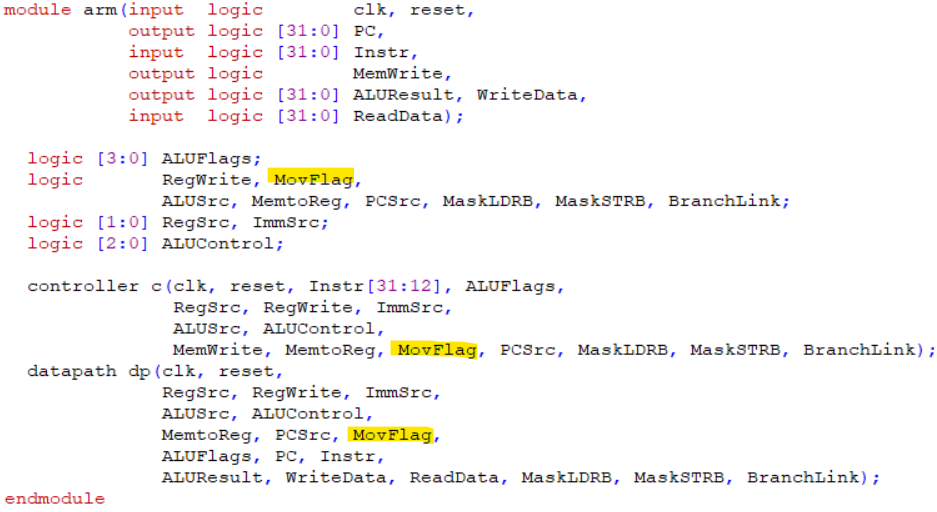 module arm(input  logic        clk, reset,
           output logic [31:0] PC,
           input  logic [31:0] Instr,
           output logic        MemWrite,
           output logic [31:0] ALUResult, WriteData,
           input  logic [31:0] ReadData);
  logic [3:0] ALUFlags;
  logic       RegWrite, MovFlag,
              ALUSrc, MemtoReg, PCSrc, MaskLDRB, MaskSTRB, BranchLink;
  logic [1:0] RegSrc, ImmSrc;
  logic [2:0] ALUControl;
  controller c(clk, reset, Instr[31:12], ALUFlags,
               RegSrc, RegWrite, ImmSrc,
               ALUSrc, ALUControl,
               MemWrite, MemtoReg, MovFlag, PCSrc, MaskLDRB, MaskSTRB, BranchLink);
  datapath dp(clk, reset,
              RegSrc, RegWrite, ImmSrc,
              ALUSrc, ALUControl,
              MemtoReg, PCSrc, MovFlag,
              ALUFlags, PC, Instr,
              ALUResult, WriteData, ReadData, MaskLDRB, MaskSTRB, BranchLink);
endmodule